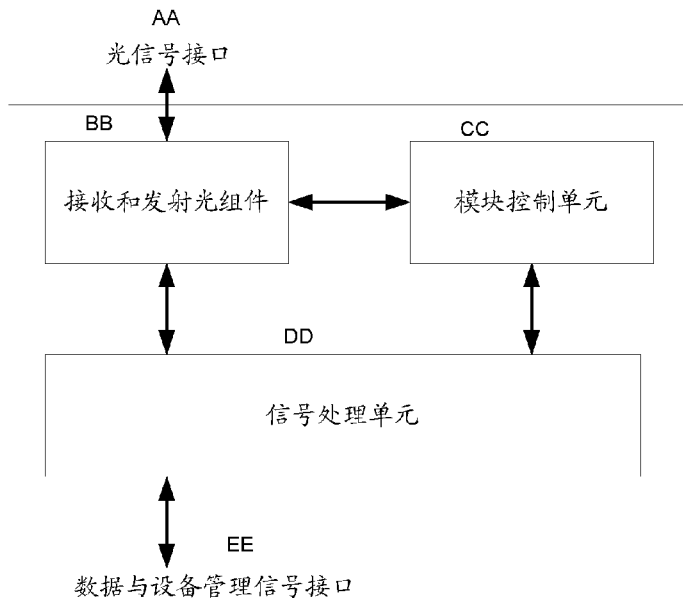 AA
光信号接口
BB
CC
接收和发射光组件
模块控制单元
DD
信号处理单元
EE
数据与设备管理信号接口